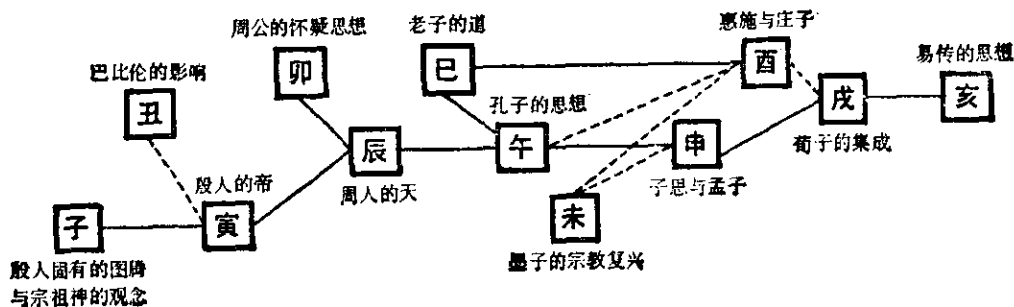 周公的怀疑思想
卯
老子的道
巳
惠施与庄子
酉
易传的思想
亥
巴比伦的影响
丑
孔子的思想
午
戌
荀子的集成
辰
周人的天
申
子思与孟子
殷人的帝
寅
未
墨子的宗教复兴
子
殷人固有的图腾
与宗祖神的观念